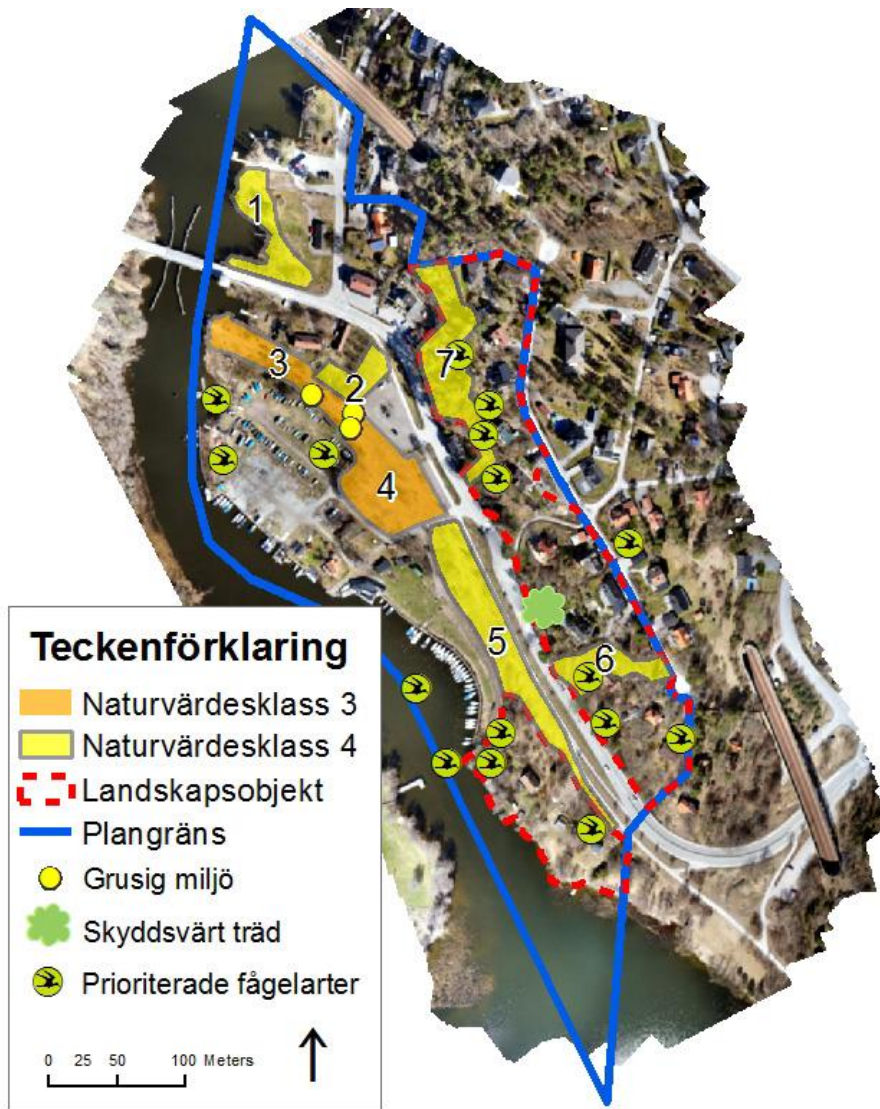 1
7
3
2
4
5
6
Teckenförklaring
Naturvärdesklass 3
Naturvärdesklass 4
Landskapsobjekt
Plangräns
Grusig miljö
Skyddsvärt träd
Prioriterade fågelarter
0 25 50 100 Meters